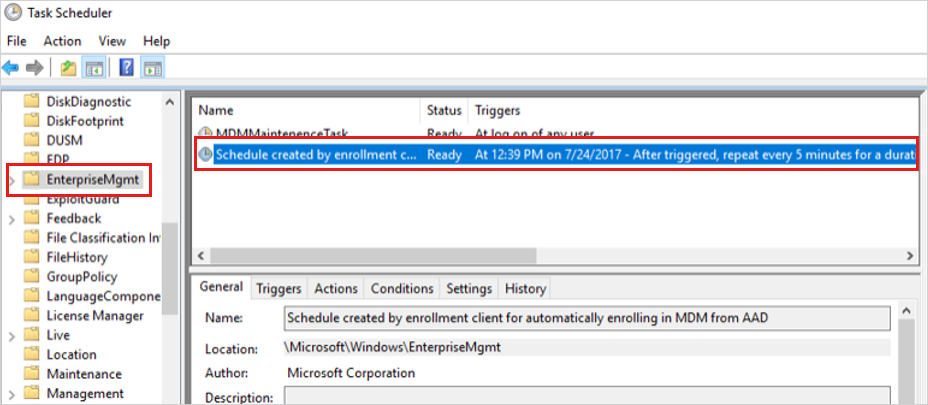 Task Scheduler
File Action View Help
DiskDiagnostic
DiskFootprint
DUSM
EDP
EnterpriseMgmt
ExploitGuard
Feedback
File Classification In
FileHistory
GroupPolicy
LanguageCompone
License Manager
Live
Location
Maintenance
Management
Name Status Triggers
MDMMaintenenceTask Ready At log on of any user
Schedule created by enrollment c... Ready At 12:39 PM on 7/24/2017 - After triggered, repeat every 5 minutes for a durat
General Triggers Actions Conditions Settings History
Name: Schedule created by enrollment client for automatically enrolling in MDM from AAD
Location: \Microsoft\Windows\EnterpriseMgmt
Author: Microsoft Corporation
Description: